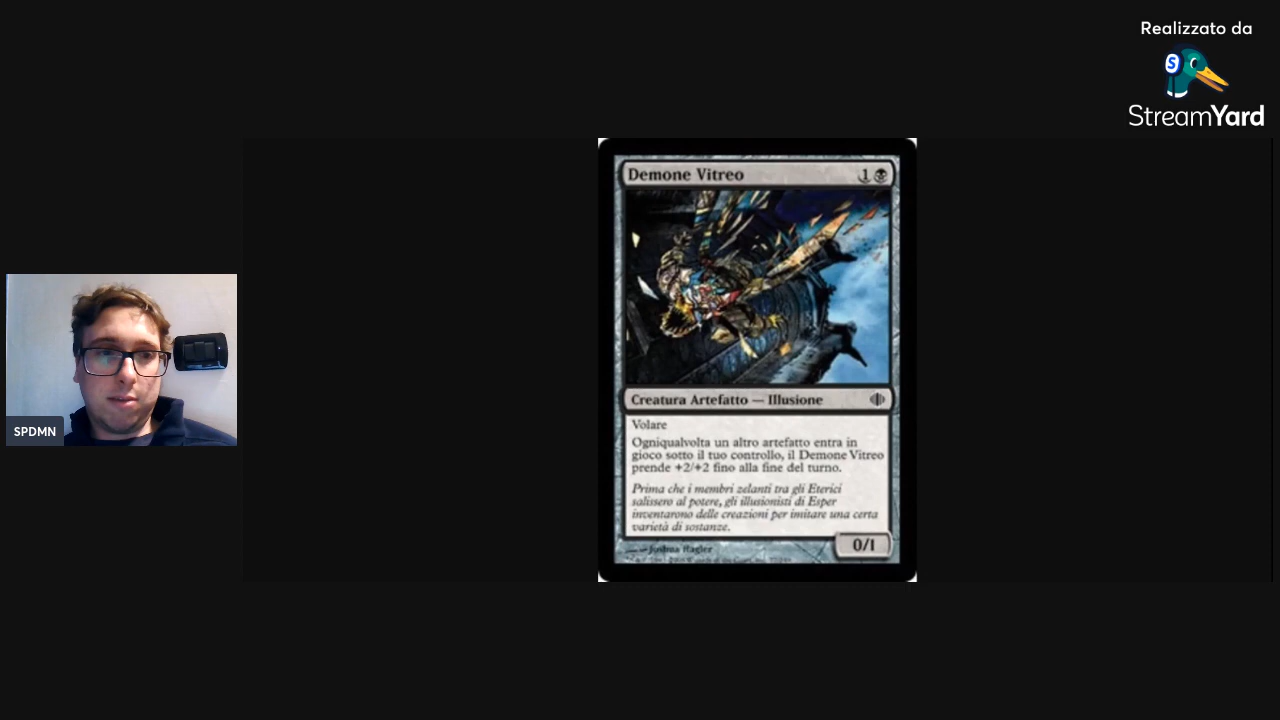 Realizzato da
StreamYard
Demone Vitreo 1
Creatura Artefatto — Illusione
Volare
Ogniqualvolta un altro artefatto entra in
gioco sotto il tuo controllo, il Demone Vitreo
prende +2/+2 fino alla fine del turno.
Prima che i membri zelanti tra gli Eterici
salissero al potere, gli illusionisti di Esper
inventarono delle creazioni per imitare una certa
varietà di sostanze.
0/1
Joshua Hagler
SPDMN